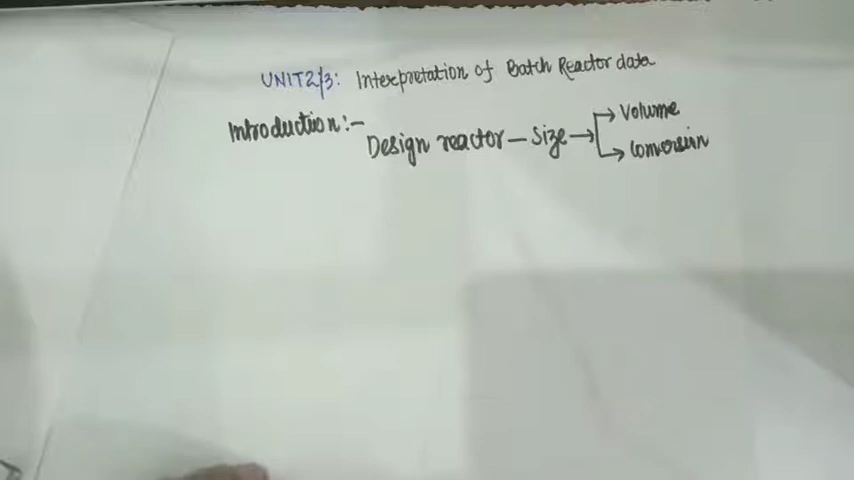 UNIT2/3: Interpretation of Batch Reactor data
Introduction:-
Design reactor - Size → Volume
→ Conversion